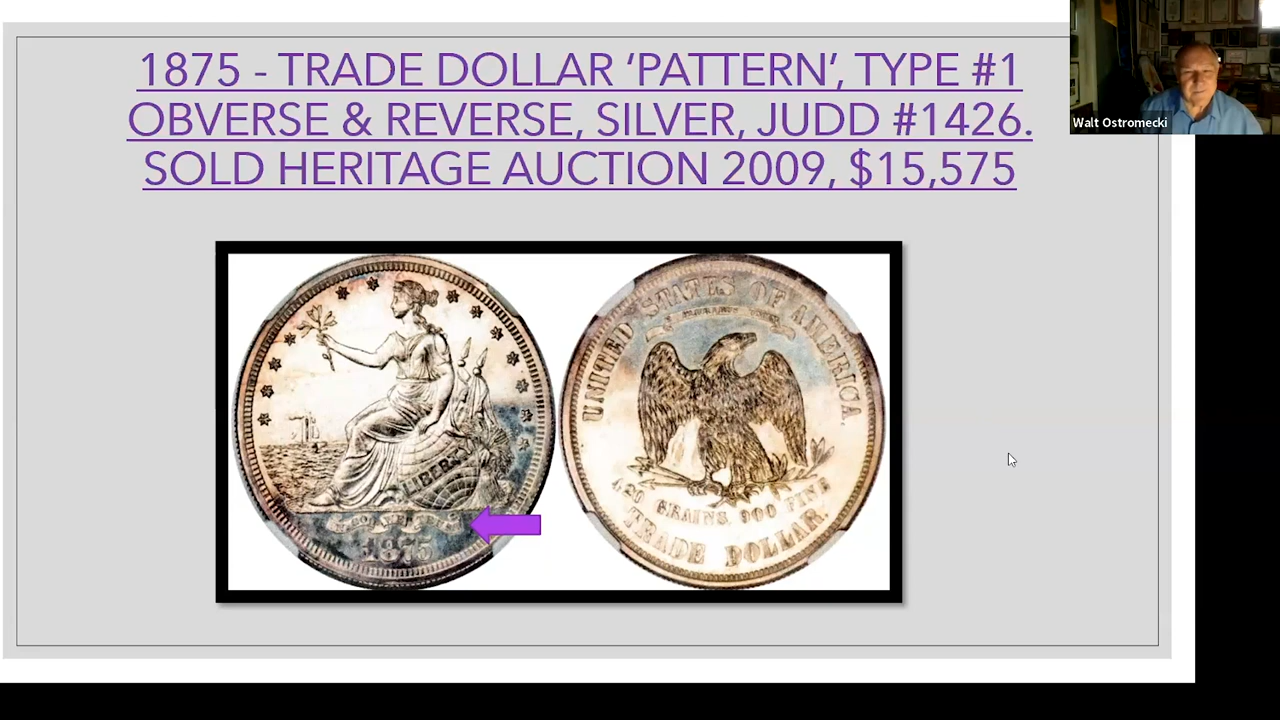 1875 - TRADE DOLLAR ‘PATTERN’, TYPE #1
OBVERSE & REVERSE, SILVER, JUDD #1426.
SOLD HERITAGE AUCTION 2009, $15,575
Walt Ostromecki
LIBERTY
1875
UNITED STATES OF AMERICA
420 GRAINS, 900 FINE
TRADE DOLLAR.